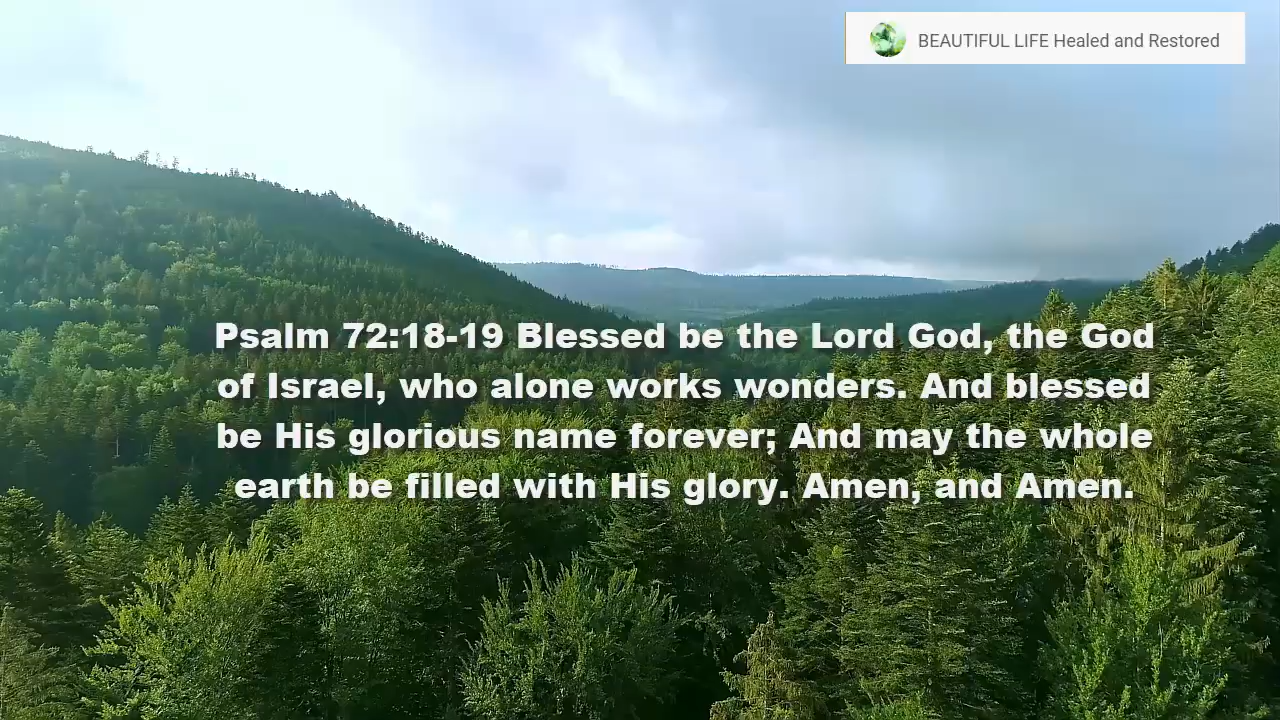 BEAUTIFUL LIFE Healed and Restored
Psalm 72:18-19 Blessed be the Lord God, the God
of Israel, who alone works wonders. And blessed
be His glorious name forever; And may the whole
earth be filled with His glory. Amen, and Amen.